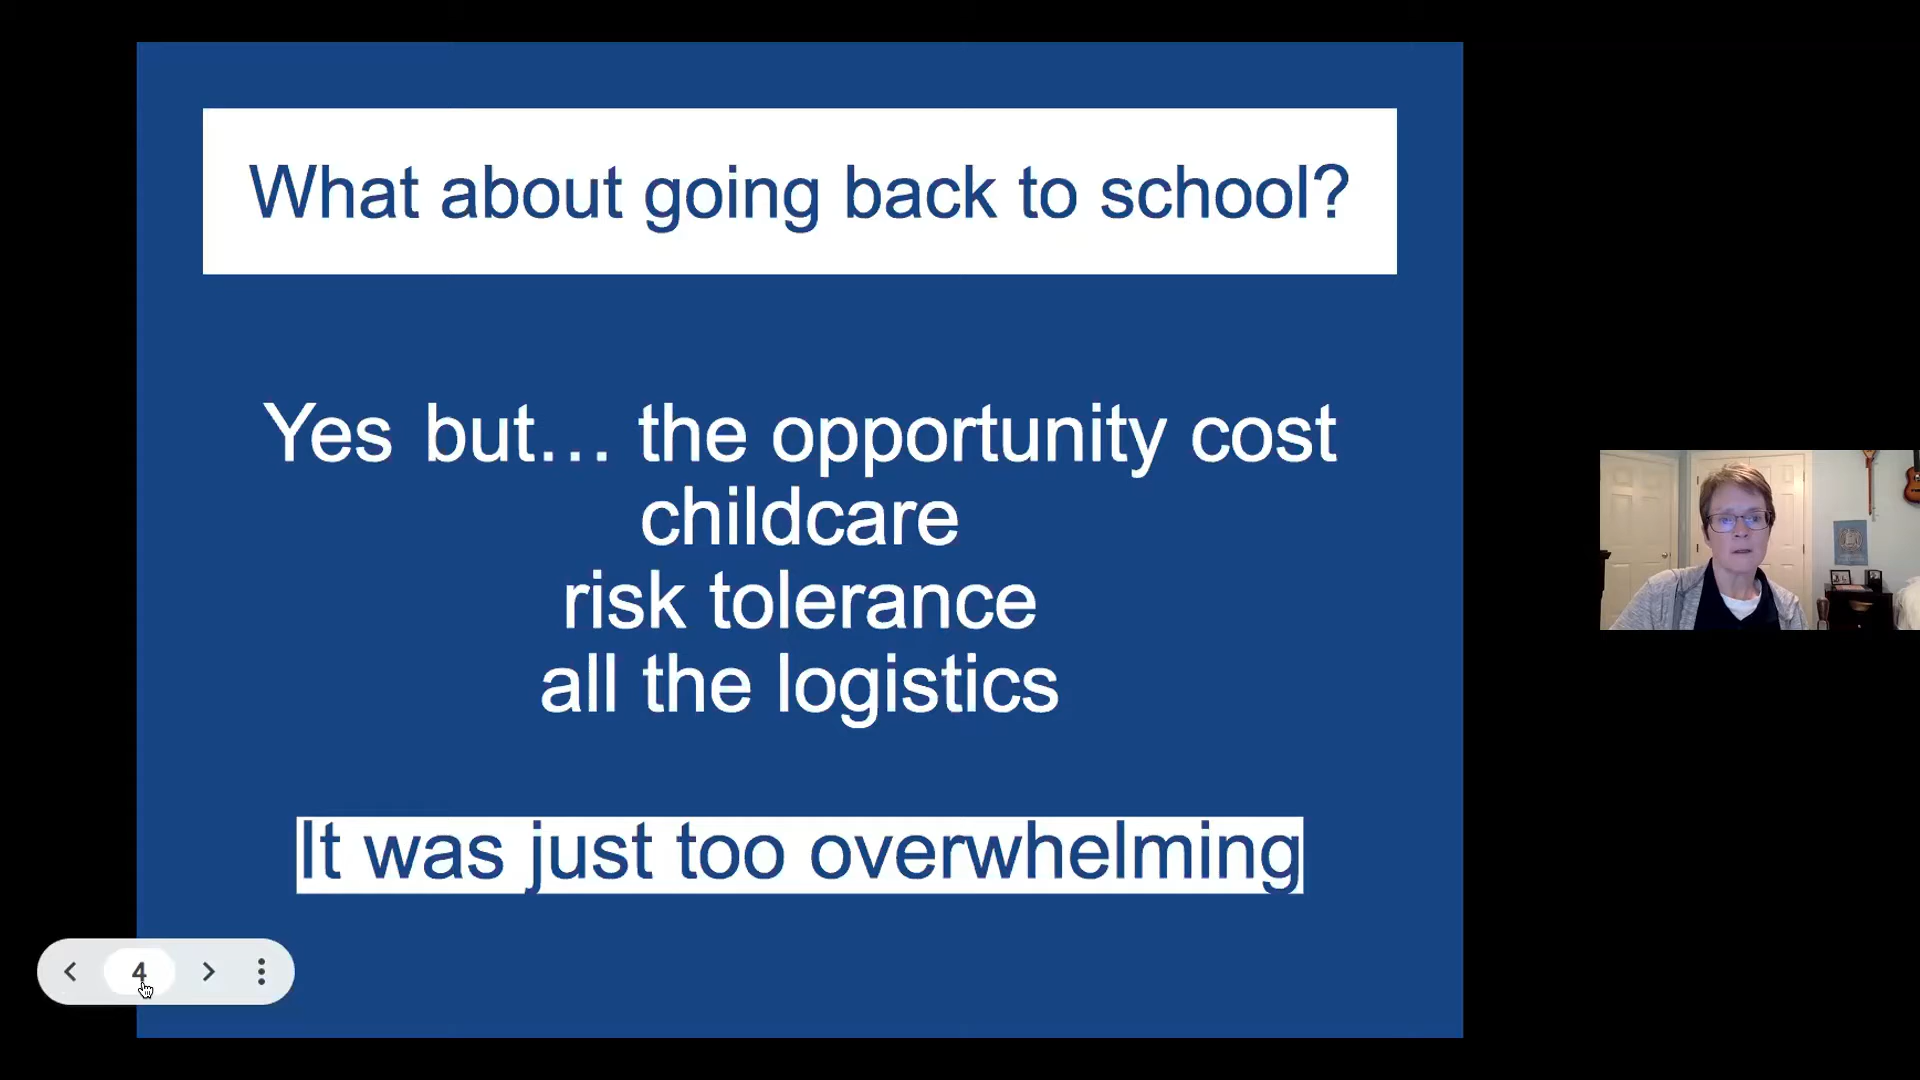 What about going back to school?
Yes but… the opportunity cost
childcare
risk tolerance
all the logistics
It was just too overwhelming
4